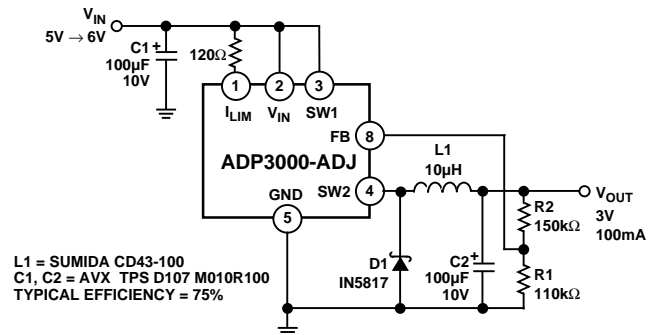 VIN
5V → 6V
C1
+
100µF
10V
120Ω
1
2
3
ILIM
VIN
SW1
FB
8
ADP3000-ADJ
L1
10µH
GND
SW2
4
5
VOUT
3V
100mA
R2
150kΩ
D1
IN5817
C2
+
100µF
10V
R1
110kΩ
L1 = SUMIDA CD43-100
C1, C2 = AVX TPS D107 M010R100
TYPICAL EFFICIENCY = 75%